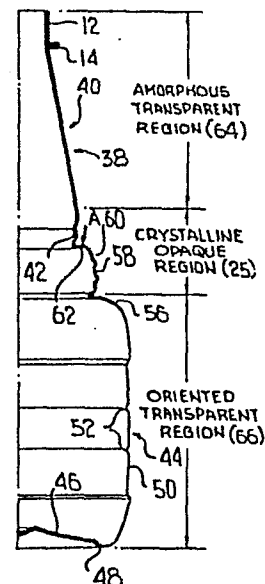 12
14
40
AMORPHOUS
TRANSPARENT
REGION (64)
38
A 60
CRYSTALLINE
OPAQUE
REGION (25)
42
58
62
56
ORIENTED
TRANSPARENT
REGION (66)
52
44
50
46
48